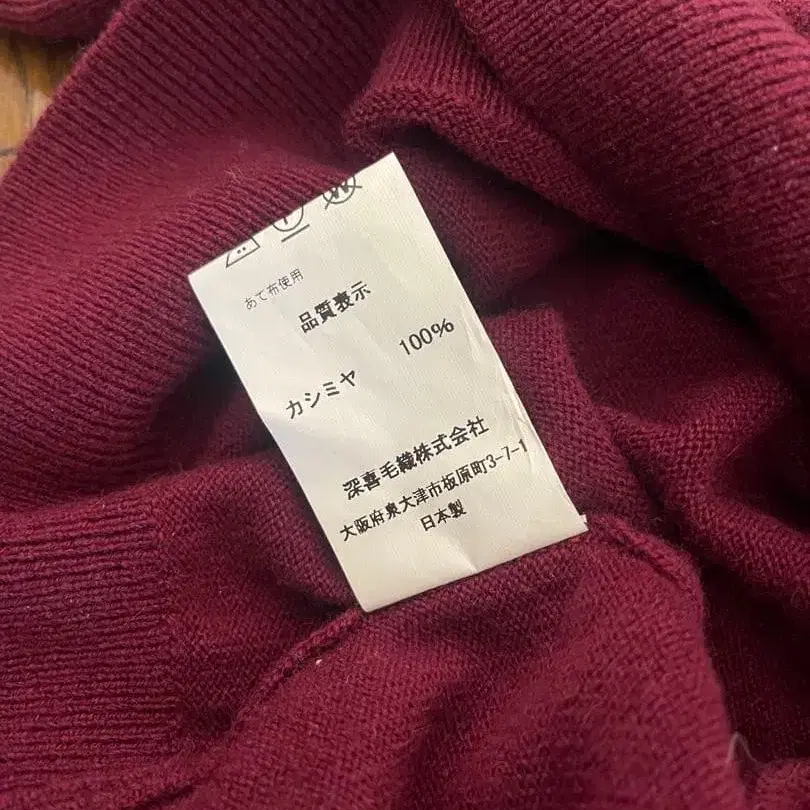 あて布使用
品質表示
カシミヤ 100%
深喜毛織株式会社
大阪府泉大津市板原町3-7-1
日本製